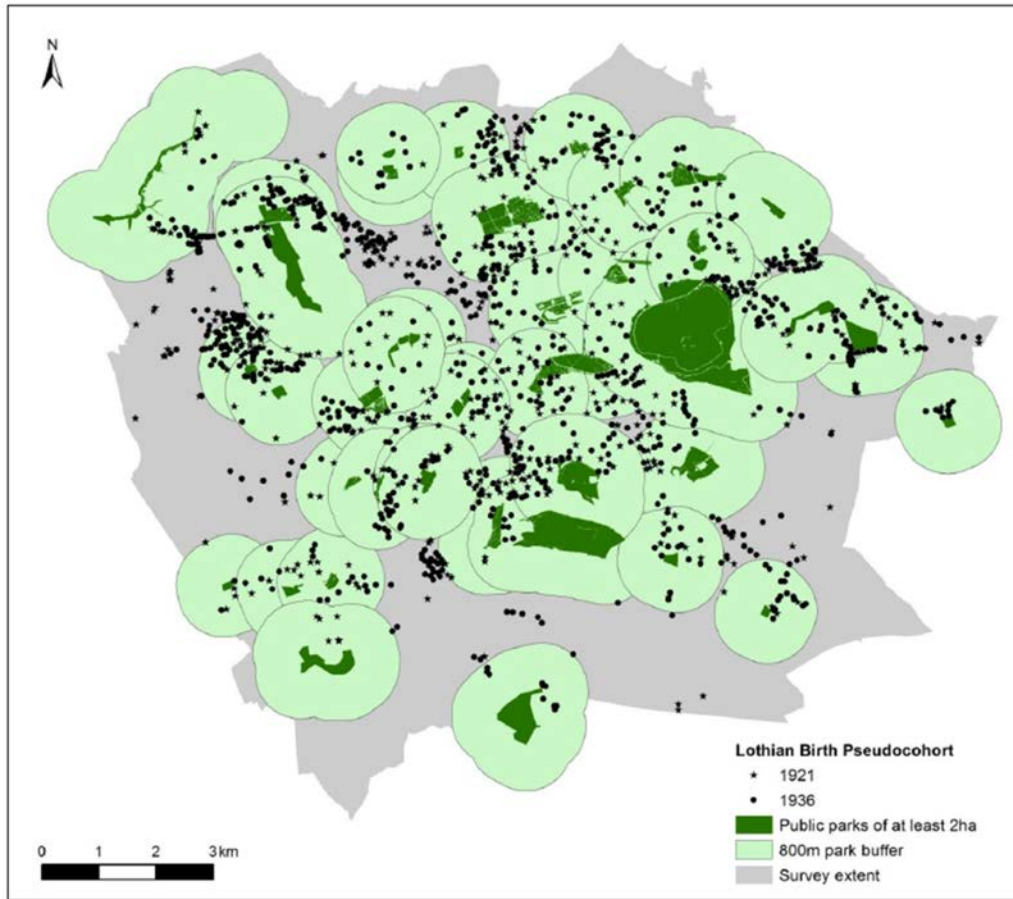 N
Lothian Birth Pseudocohort
1921
1936
Public parks of at least 2ha
800m park buffer
Survey extent
0 1 2 3 km